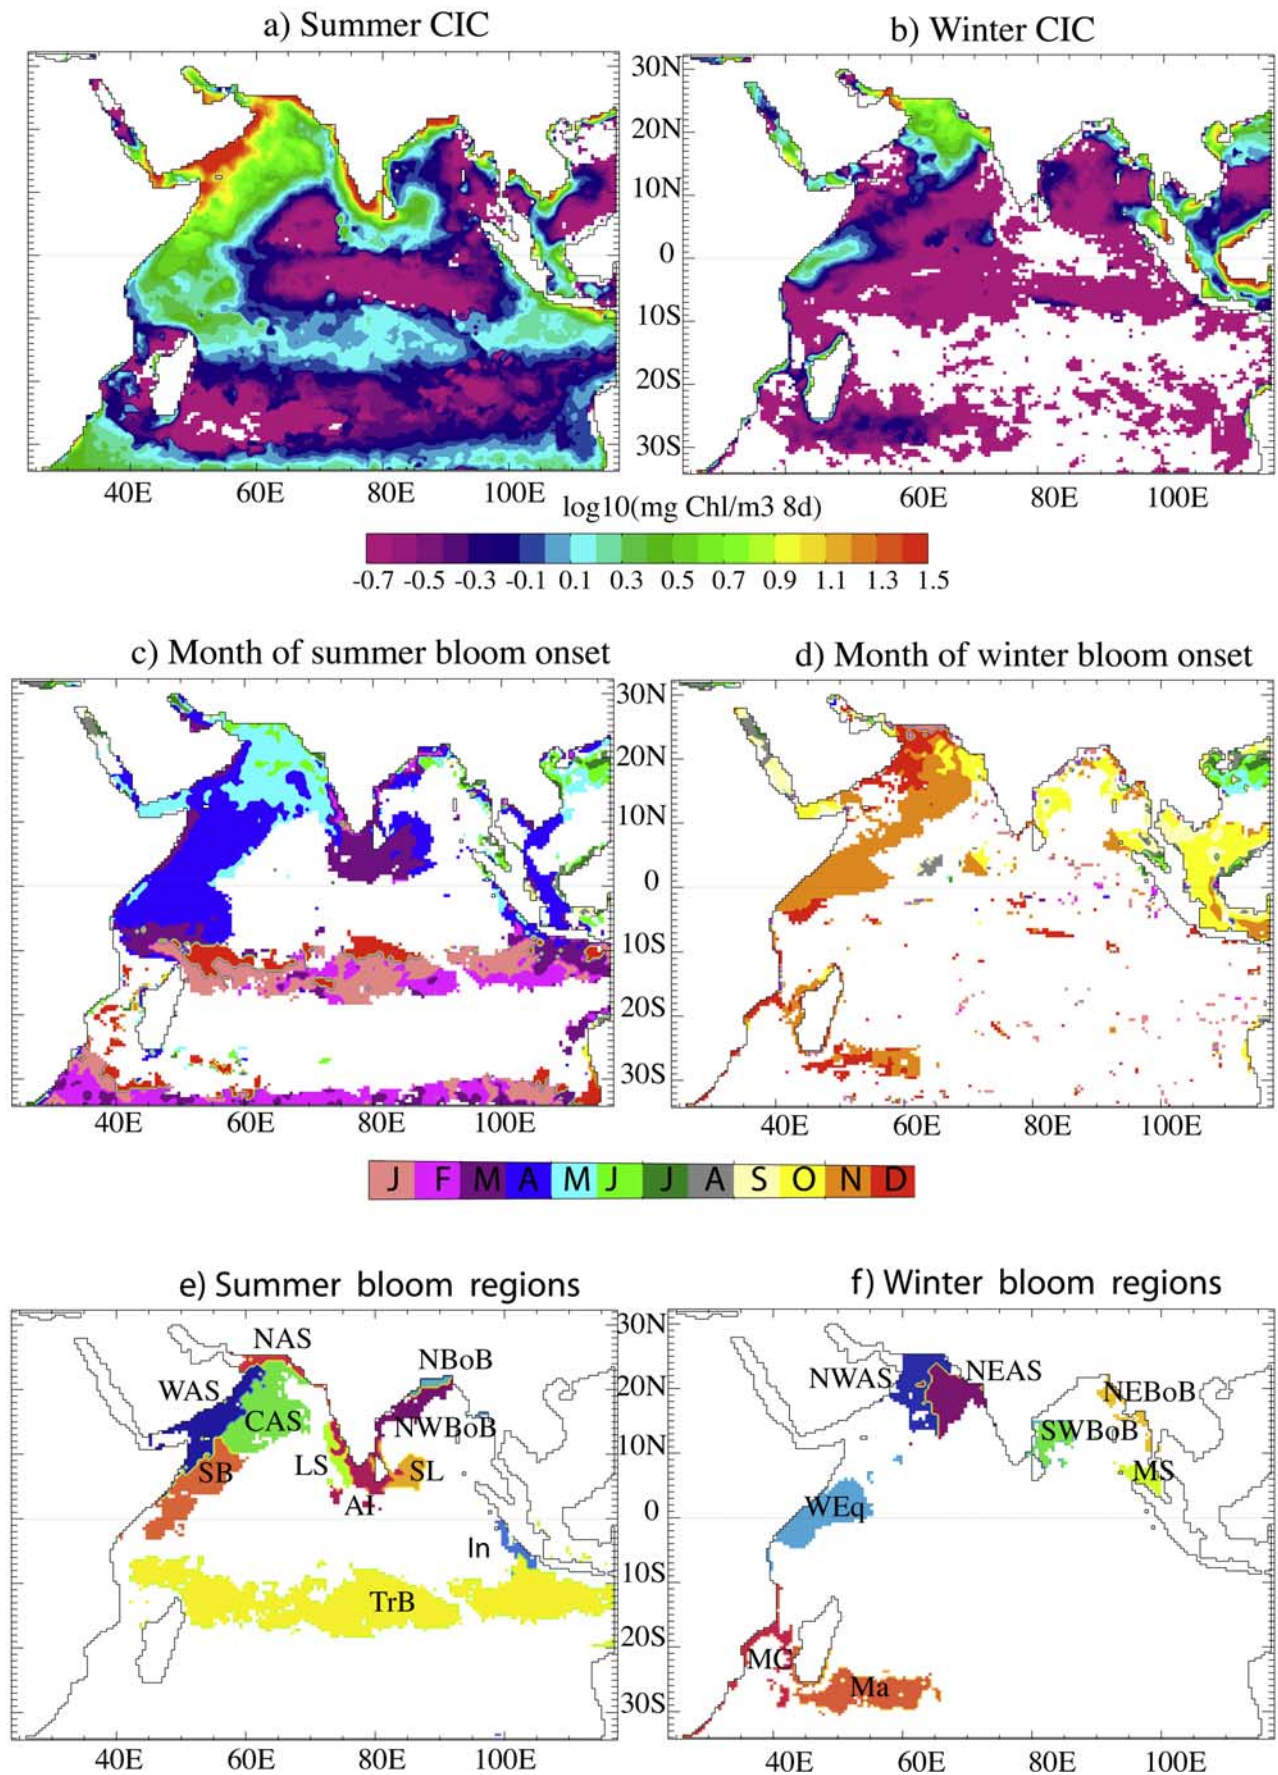 a) Summer CIC
b) Winter CIC
30N
20N
10N
0
10S
20S
30S
40E 60E 80E 100E
60E 80E 100E
log10(mg Chl/m3 8d)
-0.7 -0.5 -0.3 -0.1 0.1 0.3 0.5 0.7 0.9 1.1 1.3 1.5
c) Month of summer bloom onset
d) Month of winter bloom onset
30N
20N
10N
0
10S
20S
30S
40E 60E 80E 100E
40E 60E 80E 100E
J F M A M J J A S O N D
e) Summer bloom regions
f) Winter bloom regions
30N
20N
10N
0
10S
20S
30S
NAS
NBoB
WAS
CAS
NWBoB
LS
SL
SB
AI
In
TrB
NWAS
NEAS
NEBoB
SWBoB
MS
WEq
MC
Ma
40E 60E 80E 100E
40E 60E 80E 100E